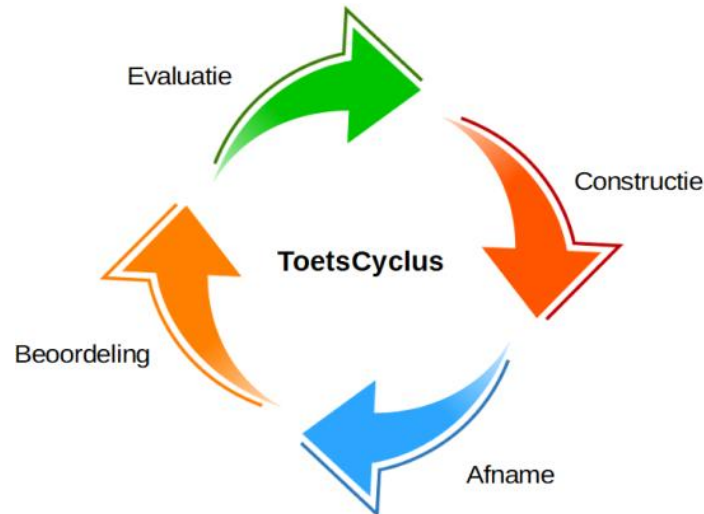 Evaluatie
Constructie
ToetsCyclus
Beoordeling
Afname